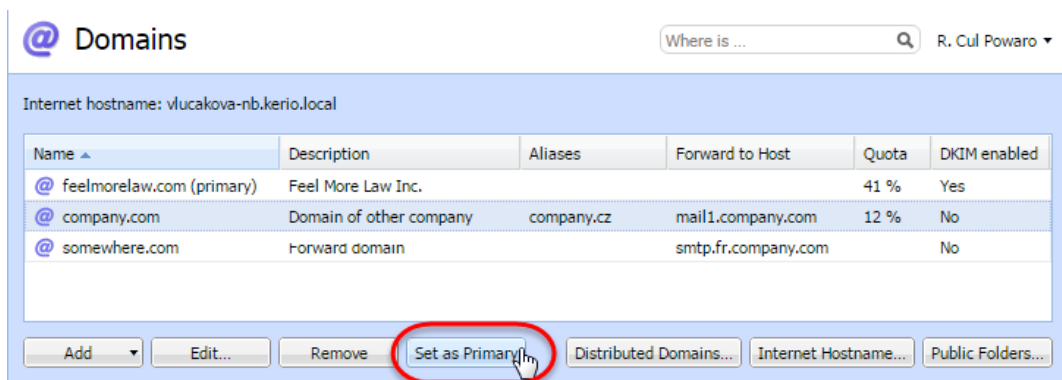 @ Domains
Where is ...
R. Cul Powaro
Internet hostname: vlucakova-nb.kerio.local
Name Description Aliases Forward to Host Quota DKIM enabled
@ feelmorelaw.com (primary) Feel More Law Inc. 41 % Yes
@ company.com Domain of other company company.cz mail1.company.com 12 % No
@ somewhere.com Forward domain smtp.fr.company.com No
Add Edit... Remove Set as Primary Distributed Domains... Internet Hostname... Public Folders...